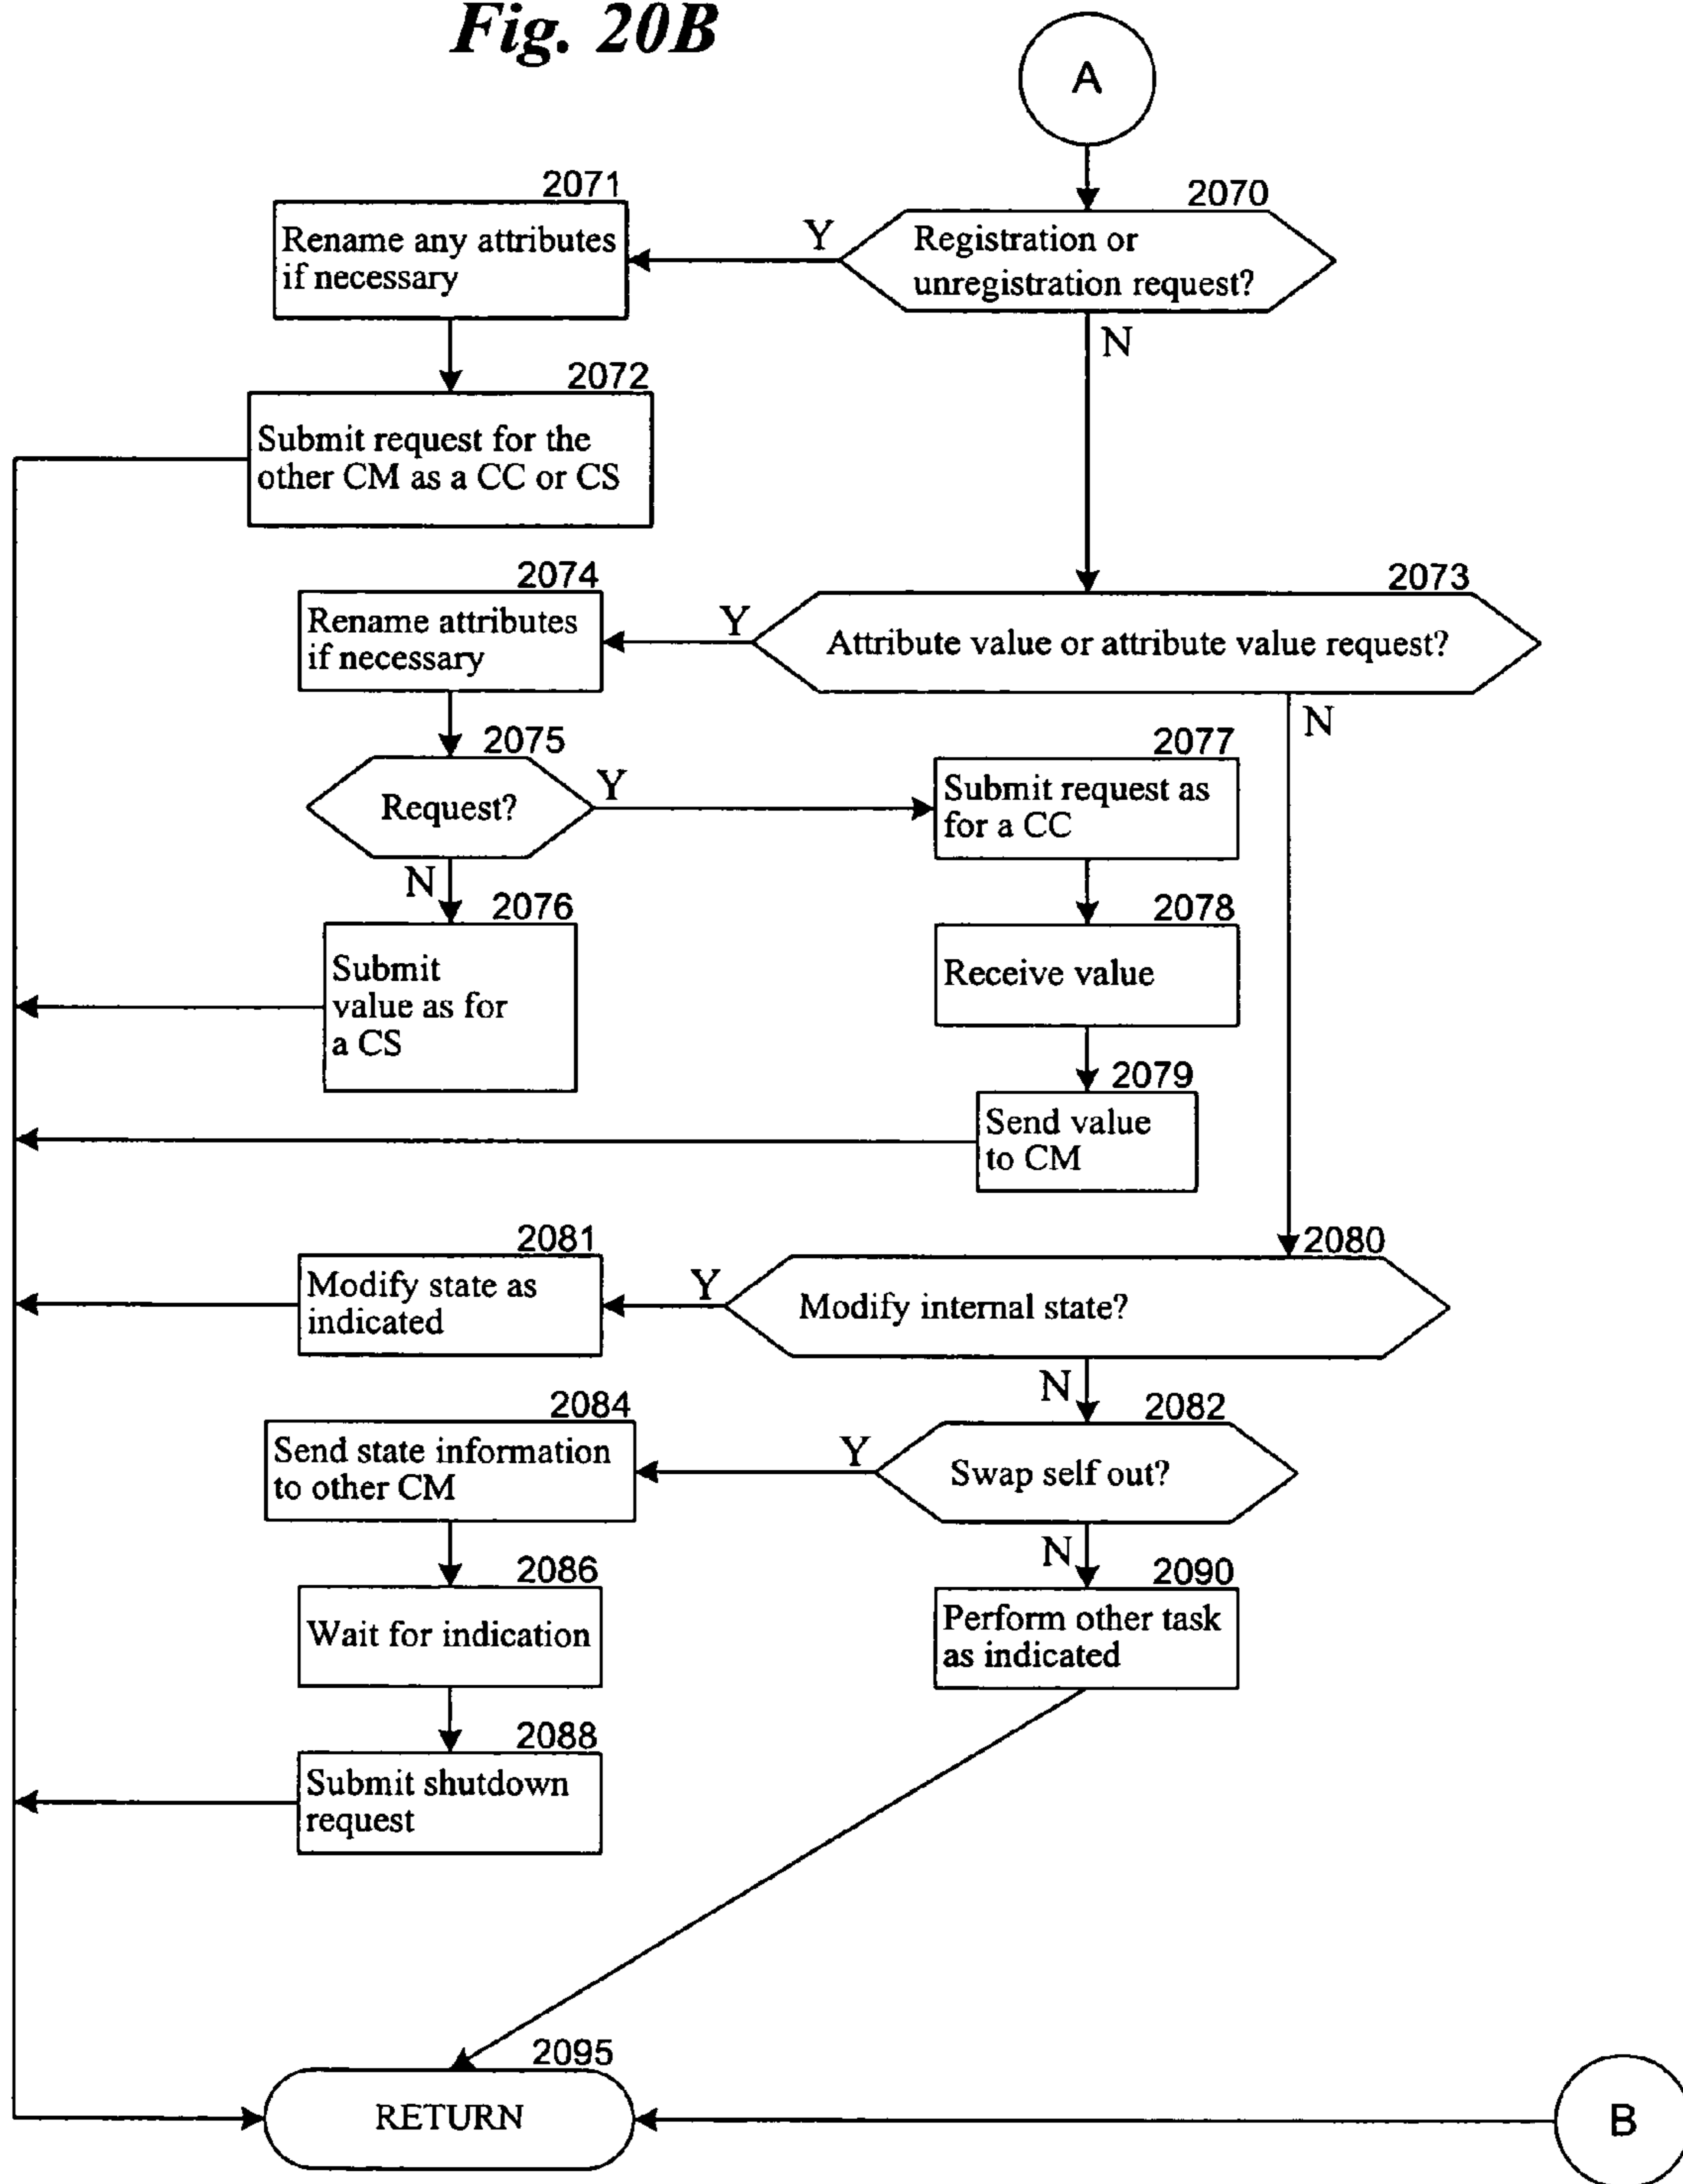 Fig. 20B
A
2070
Registration or
unregistration request?
Y
N
2071
Rename any attributes
if necessary
2072
Submit request for the
other CM as a CC or CS
2073
Attribute value or attribute value request?
Y
N
2074
Rename attributes
if necessary
2075
Request?
Y
N
2076
Submit
value as for
a CS
2077
Submit request as
for a CC
2078
Receive value
2079
Send value
to CM
2080
Modify internal state?
Y
N
2081
Modify state as
indicated
2082
Swap self out?
Y
N
2084
Send state information
to other CM
2086
Wait for indication
2088
Submit shutdown
request
2090
Perform other task
as indicated
2095
RETURN
B